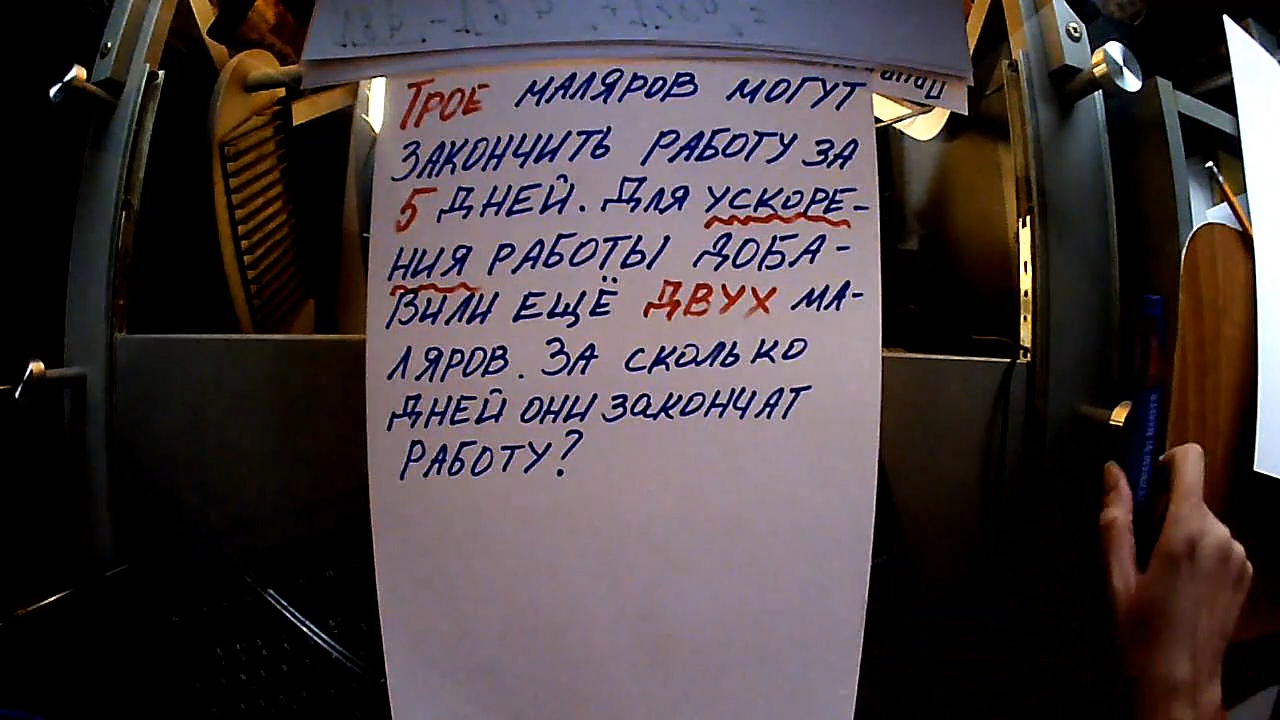 Трое маляров могут
закончить работу за
5 дней. Для ускоре-
ния работы доба-
вили ещё двух ма-
ляров. За сколько
дней они закончат
работу?